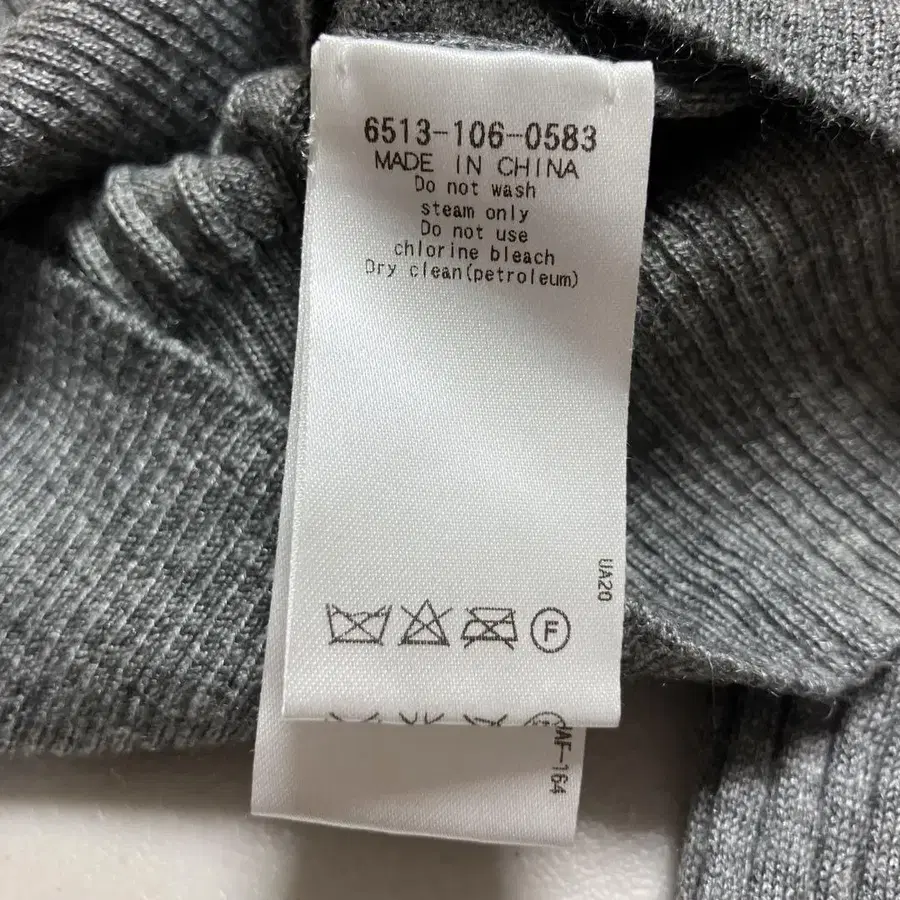 6513-106-0583
MADE IN CHINA
Do not wash
steam only
Do not use
chlorine bleach
Dry clean(petroleum)
UA20
F
AF-164